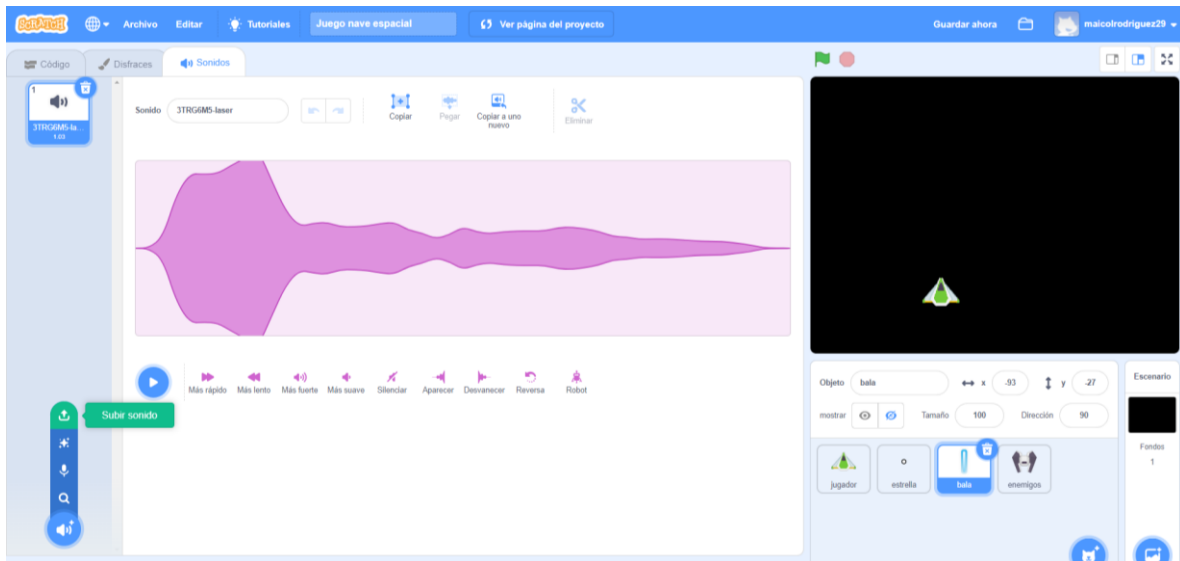 SCRATCH Archivo Editar Tutoriales Juego nave espacial Ver página del proyecto Guardar ahora maicolrodriguez29
Código Disfraces Sonidos
1
3TRG6M5-la...
1.03
Sonido 3TRG6M5-laser
Copiar Pegar Copiar a uno nuevo Eliminar
Más rápido Más lento Más fuerte Más suave Silenciar Aparecer Desvanecer Reversa Robot
Subir sonido
Objeto bala x -93 y -27
mostrar Tamaño 100 Dirección 90
jugador estrella bala enemigos
Escenario
Fondos
1